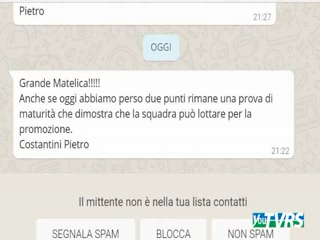 Pietro
21:27
OGGI
Grande Matelica!!!!!
Anche se oggi abbiamo perso due punti rimane una prova di
maturità che dimostra che la squadra può lottare per la
promozione.
Costantini Pietro
21:22
Il mittente non è nella tua lista contatti
SEGNALA SPAM
BLOCCA
NON SPAM
You TVRS